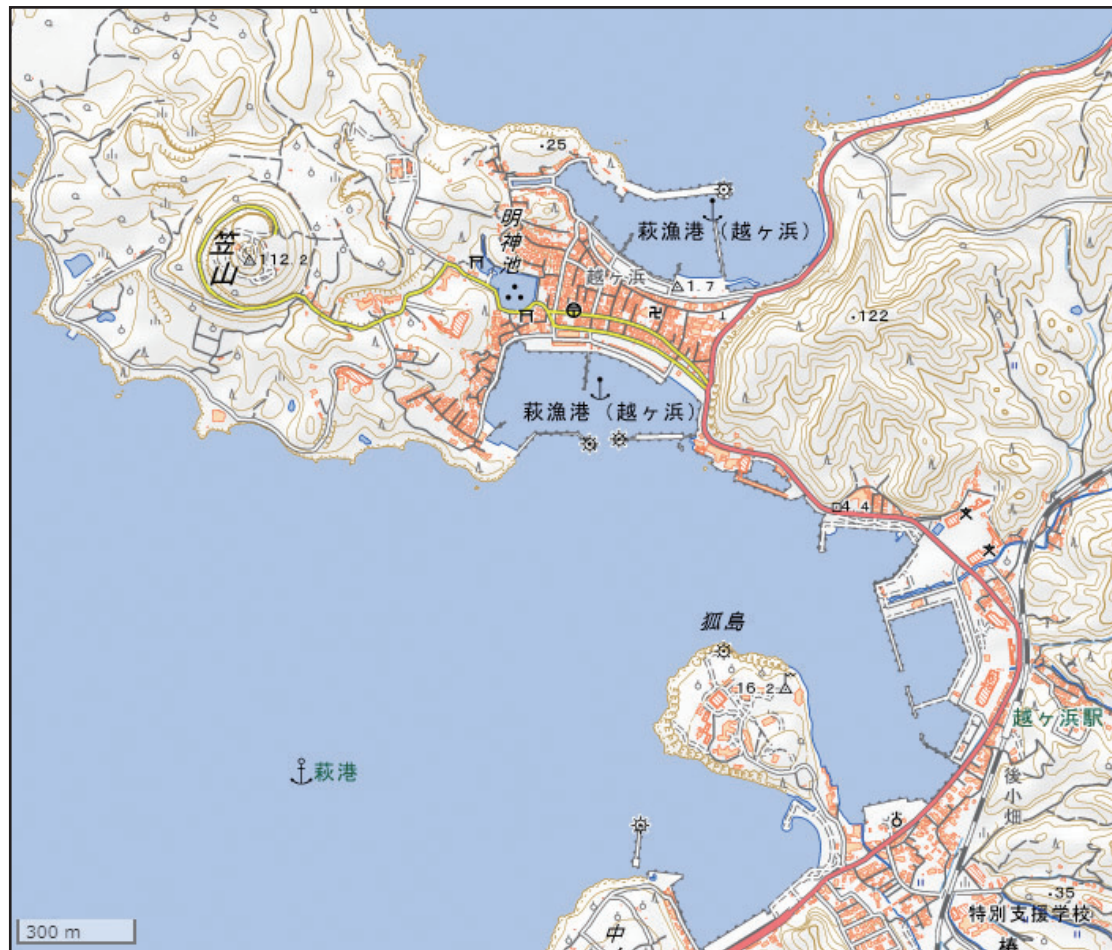 ・25
明神池
萩漁港（越ヶ浜）
笠山
112.2
越ヶ浜
1.7
・122
萩漁港（越ヶ浜）
4.4
狐島
16.2
越ヶ浜駅
萩港
後小畑
・35
特別支援学校
椿
中
300 m